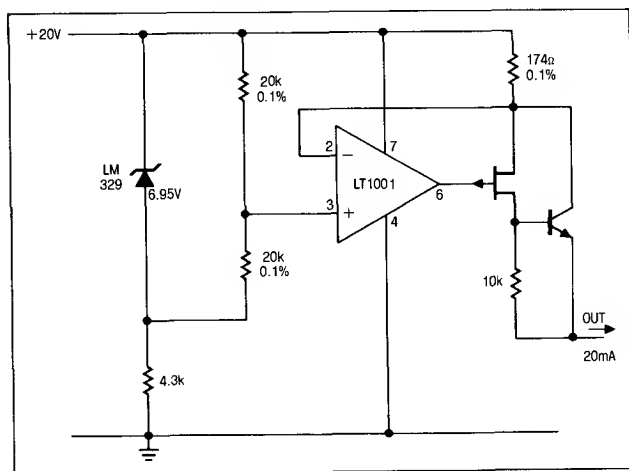 +20V
174Ω
0.1%
20k
0.1%
2
−
7
LM
329
6.95V
LT1001
6
3
+
4
20k
0.1%
10k
OUT
20mA
4.3k